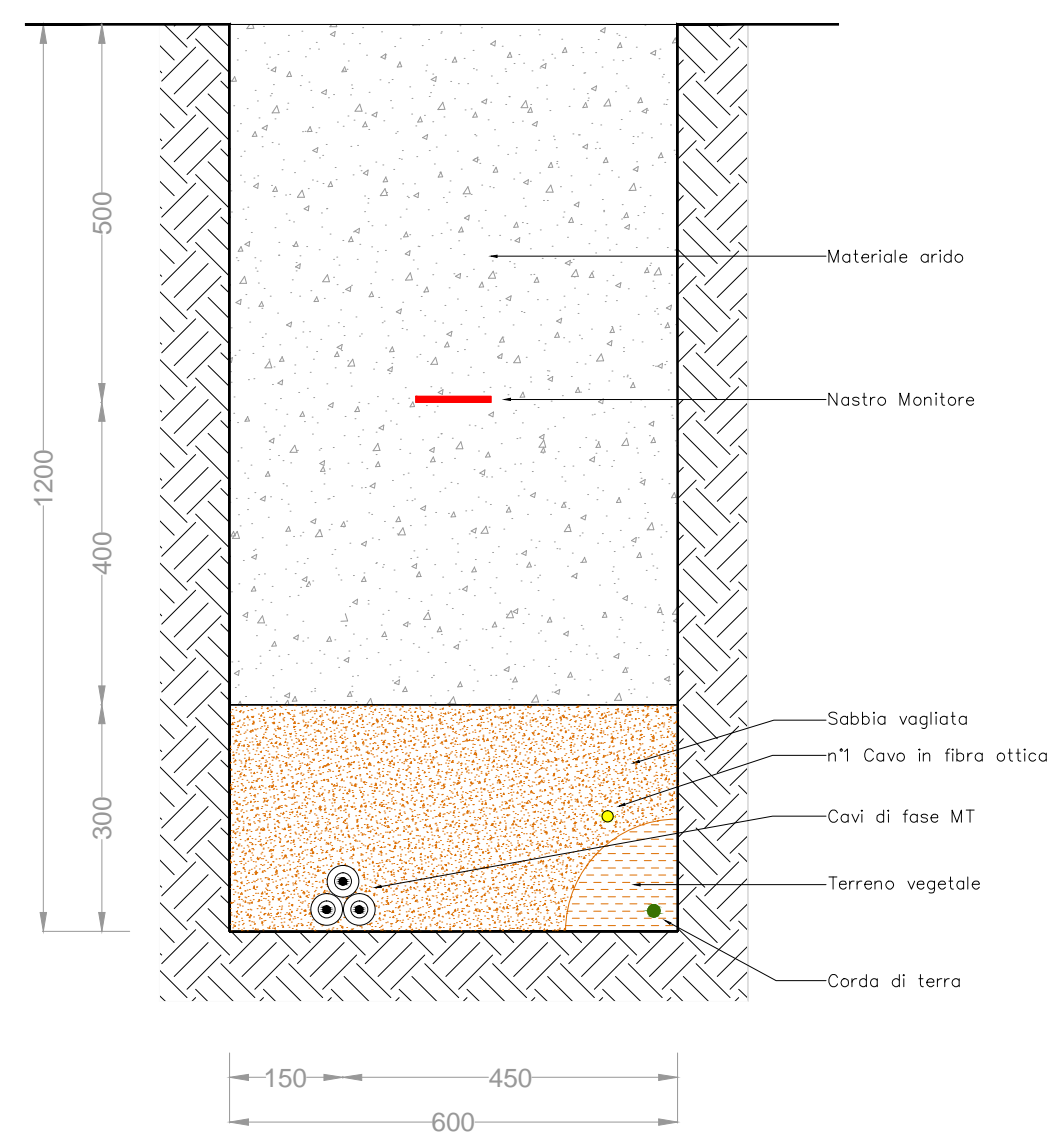 500
Materiale arido
Nastro Monitore
1200
400
Sabbia vagliata
n°1 Cavo in fibra ottica
300
Cavi di fase MT
Terreno vegetale
Corda di terra
150
450
600